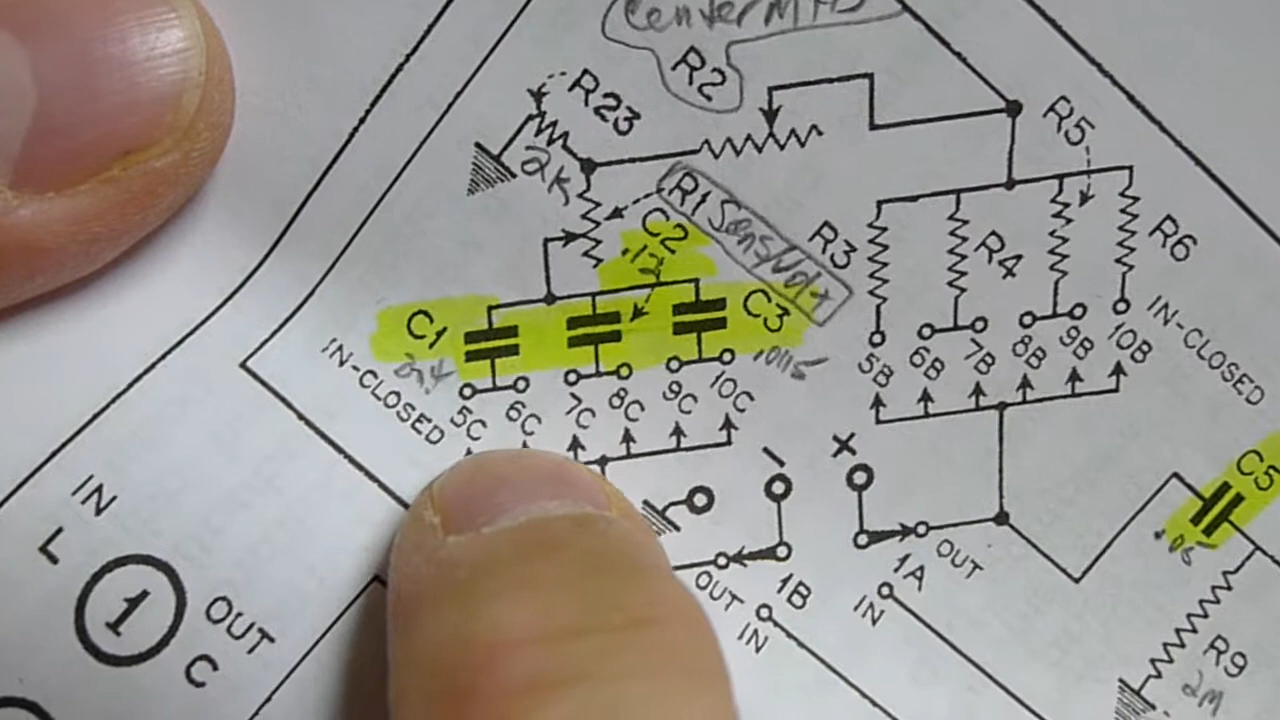 R2
R23
2K
R1 Sens/Volt
C2
.12
R5
R3
R4
R6
C1
C3
.0115
IN-CLOSED
5C
6C
7C
8C
9C
10C
5B
6B
7B
8B
9B
10B
IN-CLOSED
IN
L
1
OUT
C
-
X
OUT
1B
IN
1A
OUT
IN
C5
.05
R9
2M